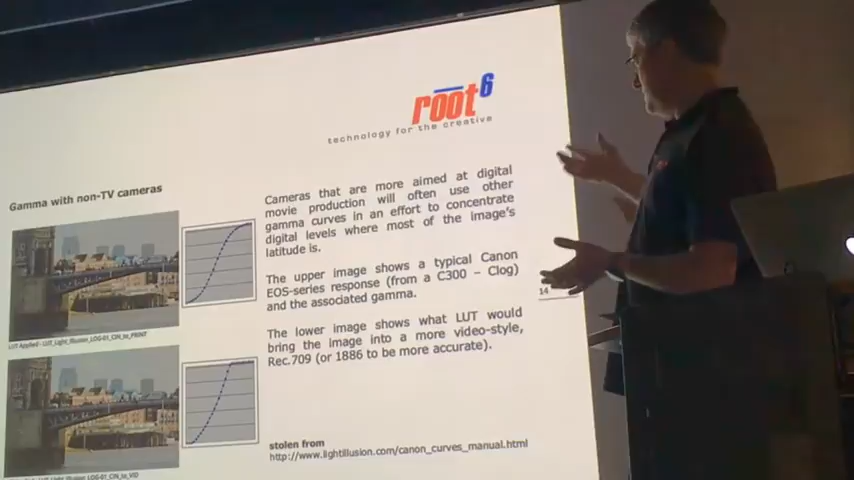 root6
technology for the creative
Gamma with non-TV cameras
Cameras that are more aimed at digital
movie production will often use other
gamma curves in an effort to concentrate
digital levels where most of the image's
latitude is.
The upper image shows a typical Canon
EOS-series response (from a C300 – Clog)
and the associated gamma.
14
LUT Applied - LUT_Light_Illusion_LOG-01_CIN_to_PRINT
The lower image shows what LUT would
bring the image into a more video-style,
Rec.709 (or 1886 to be more accurate).
stolen from
http://www.lightillusion.com/canon_curves_manual.html